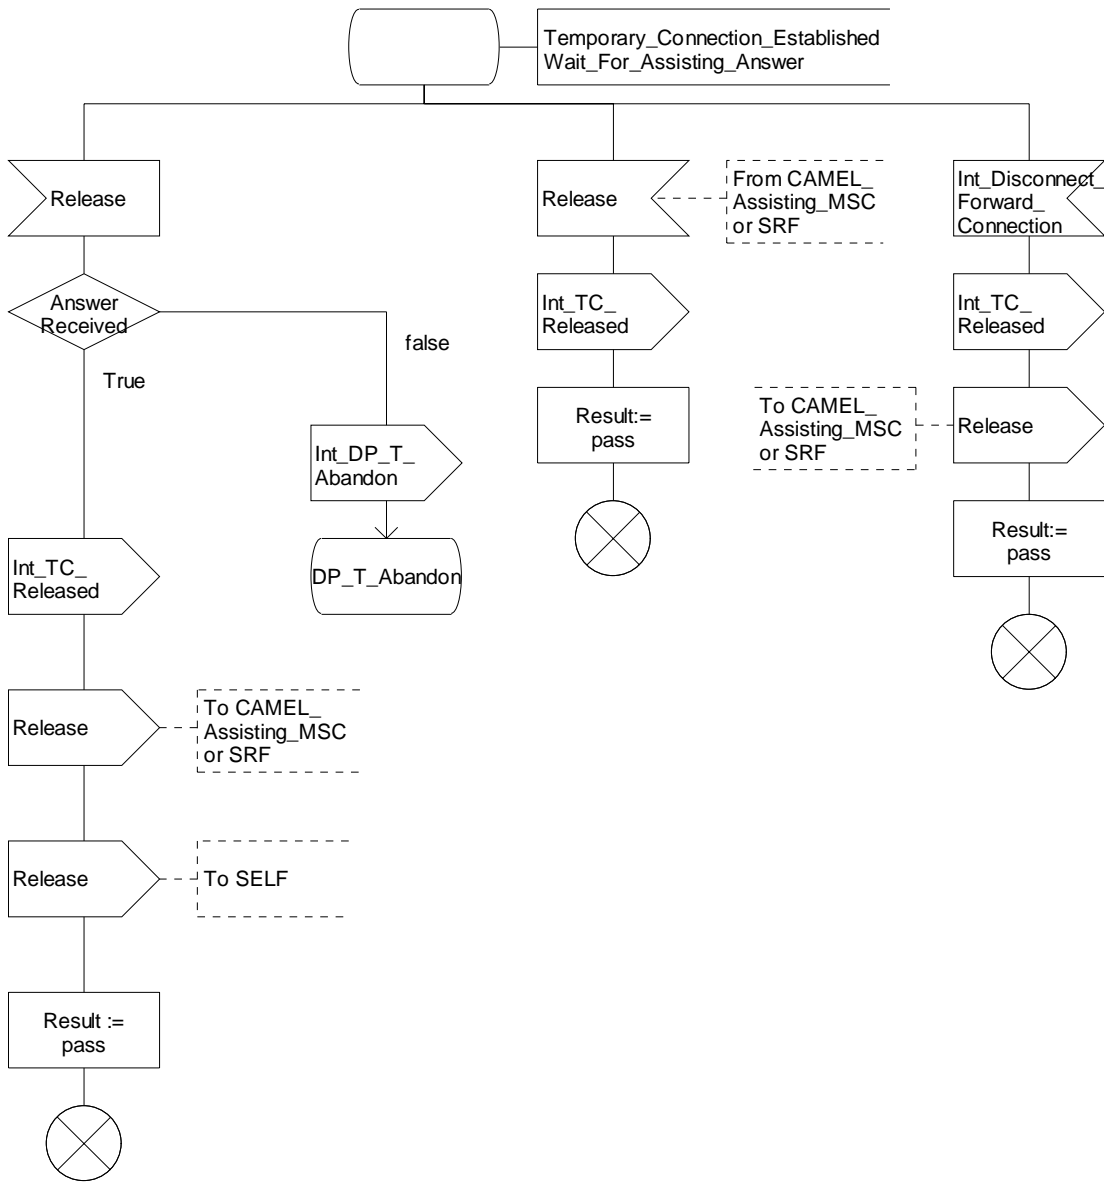 Temporary_Connection_Established
Wait_For_Assisting_Answer
Release
Release
From CAMEL_
Assisting_MSC
or SRF
Int_Disconnect_
Forward_
Connection
Answer
Received
false
True
Int_TC_
Released
Int_TC_
Released
Int_DP_T_
Abandon
Result:=
pass
To CAMEL_
Assisting_MSC
or SRF
Release
DP_T_Abandon
Result:=
pass
Int_TC_
Released
Release
To CAMEL_
Assisting_MSC
or SRF
Release
To SELF
Result :=
pass